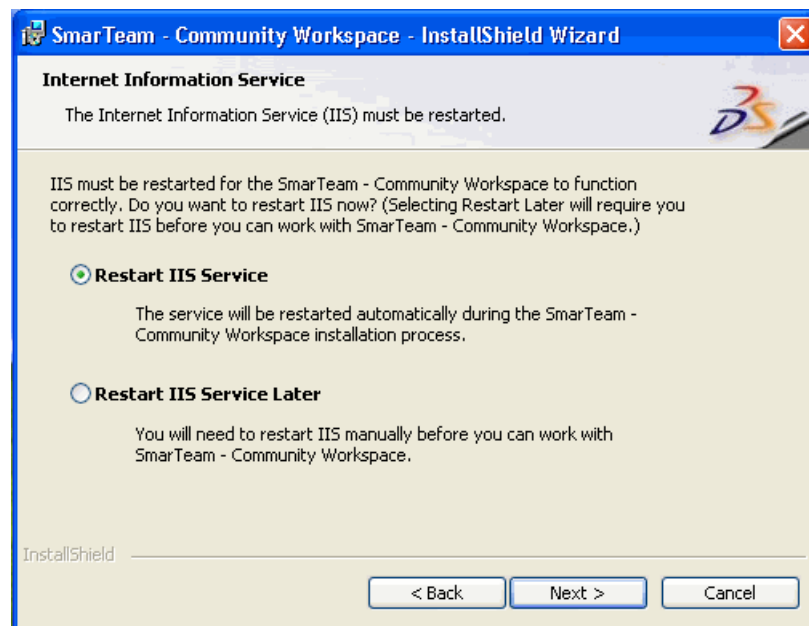 SmarTeam - Community Workspace - InstallShield Wizard
Internet Information Service
The Internet Information Service (IIS) must be restarted.
IIS must be restarted for the SmarTeam - Community Workspace to function
correctly. Do you want to restart IIS now? (Selecting Restart Later will require you
to restart IIS before you can work with SmarTeam - Community Workspace.)
Restart IIS Service
The service will be restarted automatically during the SmarTeam -
Community Workspace installation process.
Restart IIS Service Later
You will need to restart IIS manually before you can work with
SmarTeam - Community Workspace.
InstallShield
< Back
Next >
Cancel